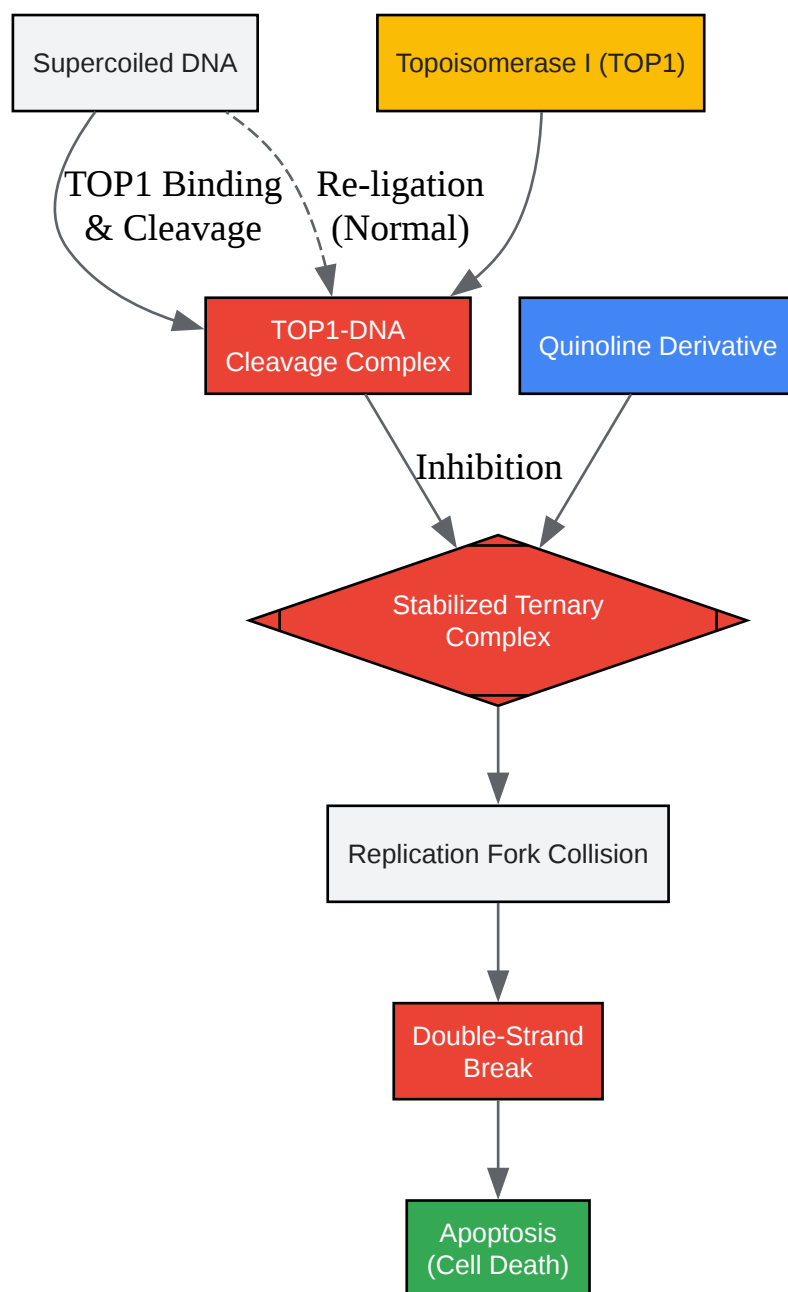 Supercoiled DNA
Topoisomerase I (TOP1)
TOP1 Binding
& Cleavage
Re-ligation
(Normal)
TOP1-DNA
Cleavage Complex
Quinoline Derivative
Inhibition
Stabilized Ternary
Complex
Replication Fork Collision
Double-Strand
Break
Apoptosis
(Cell Death)